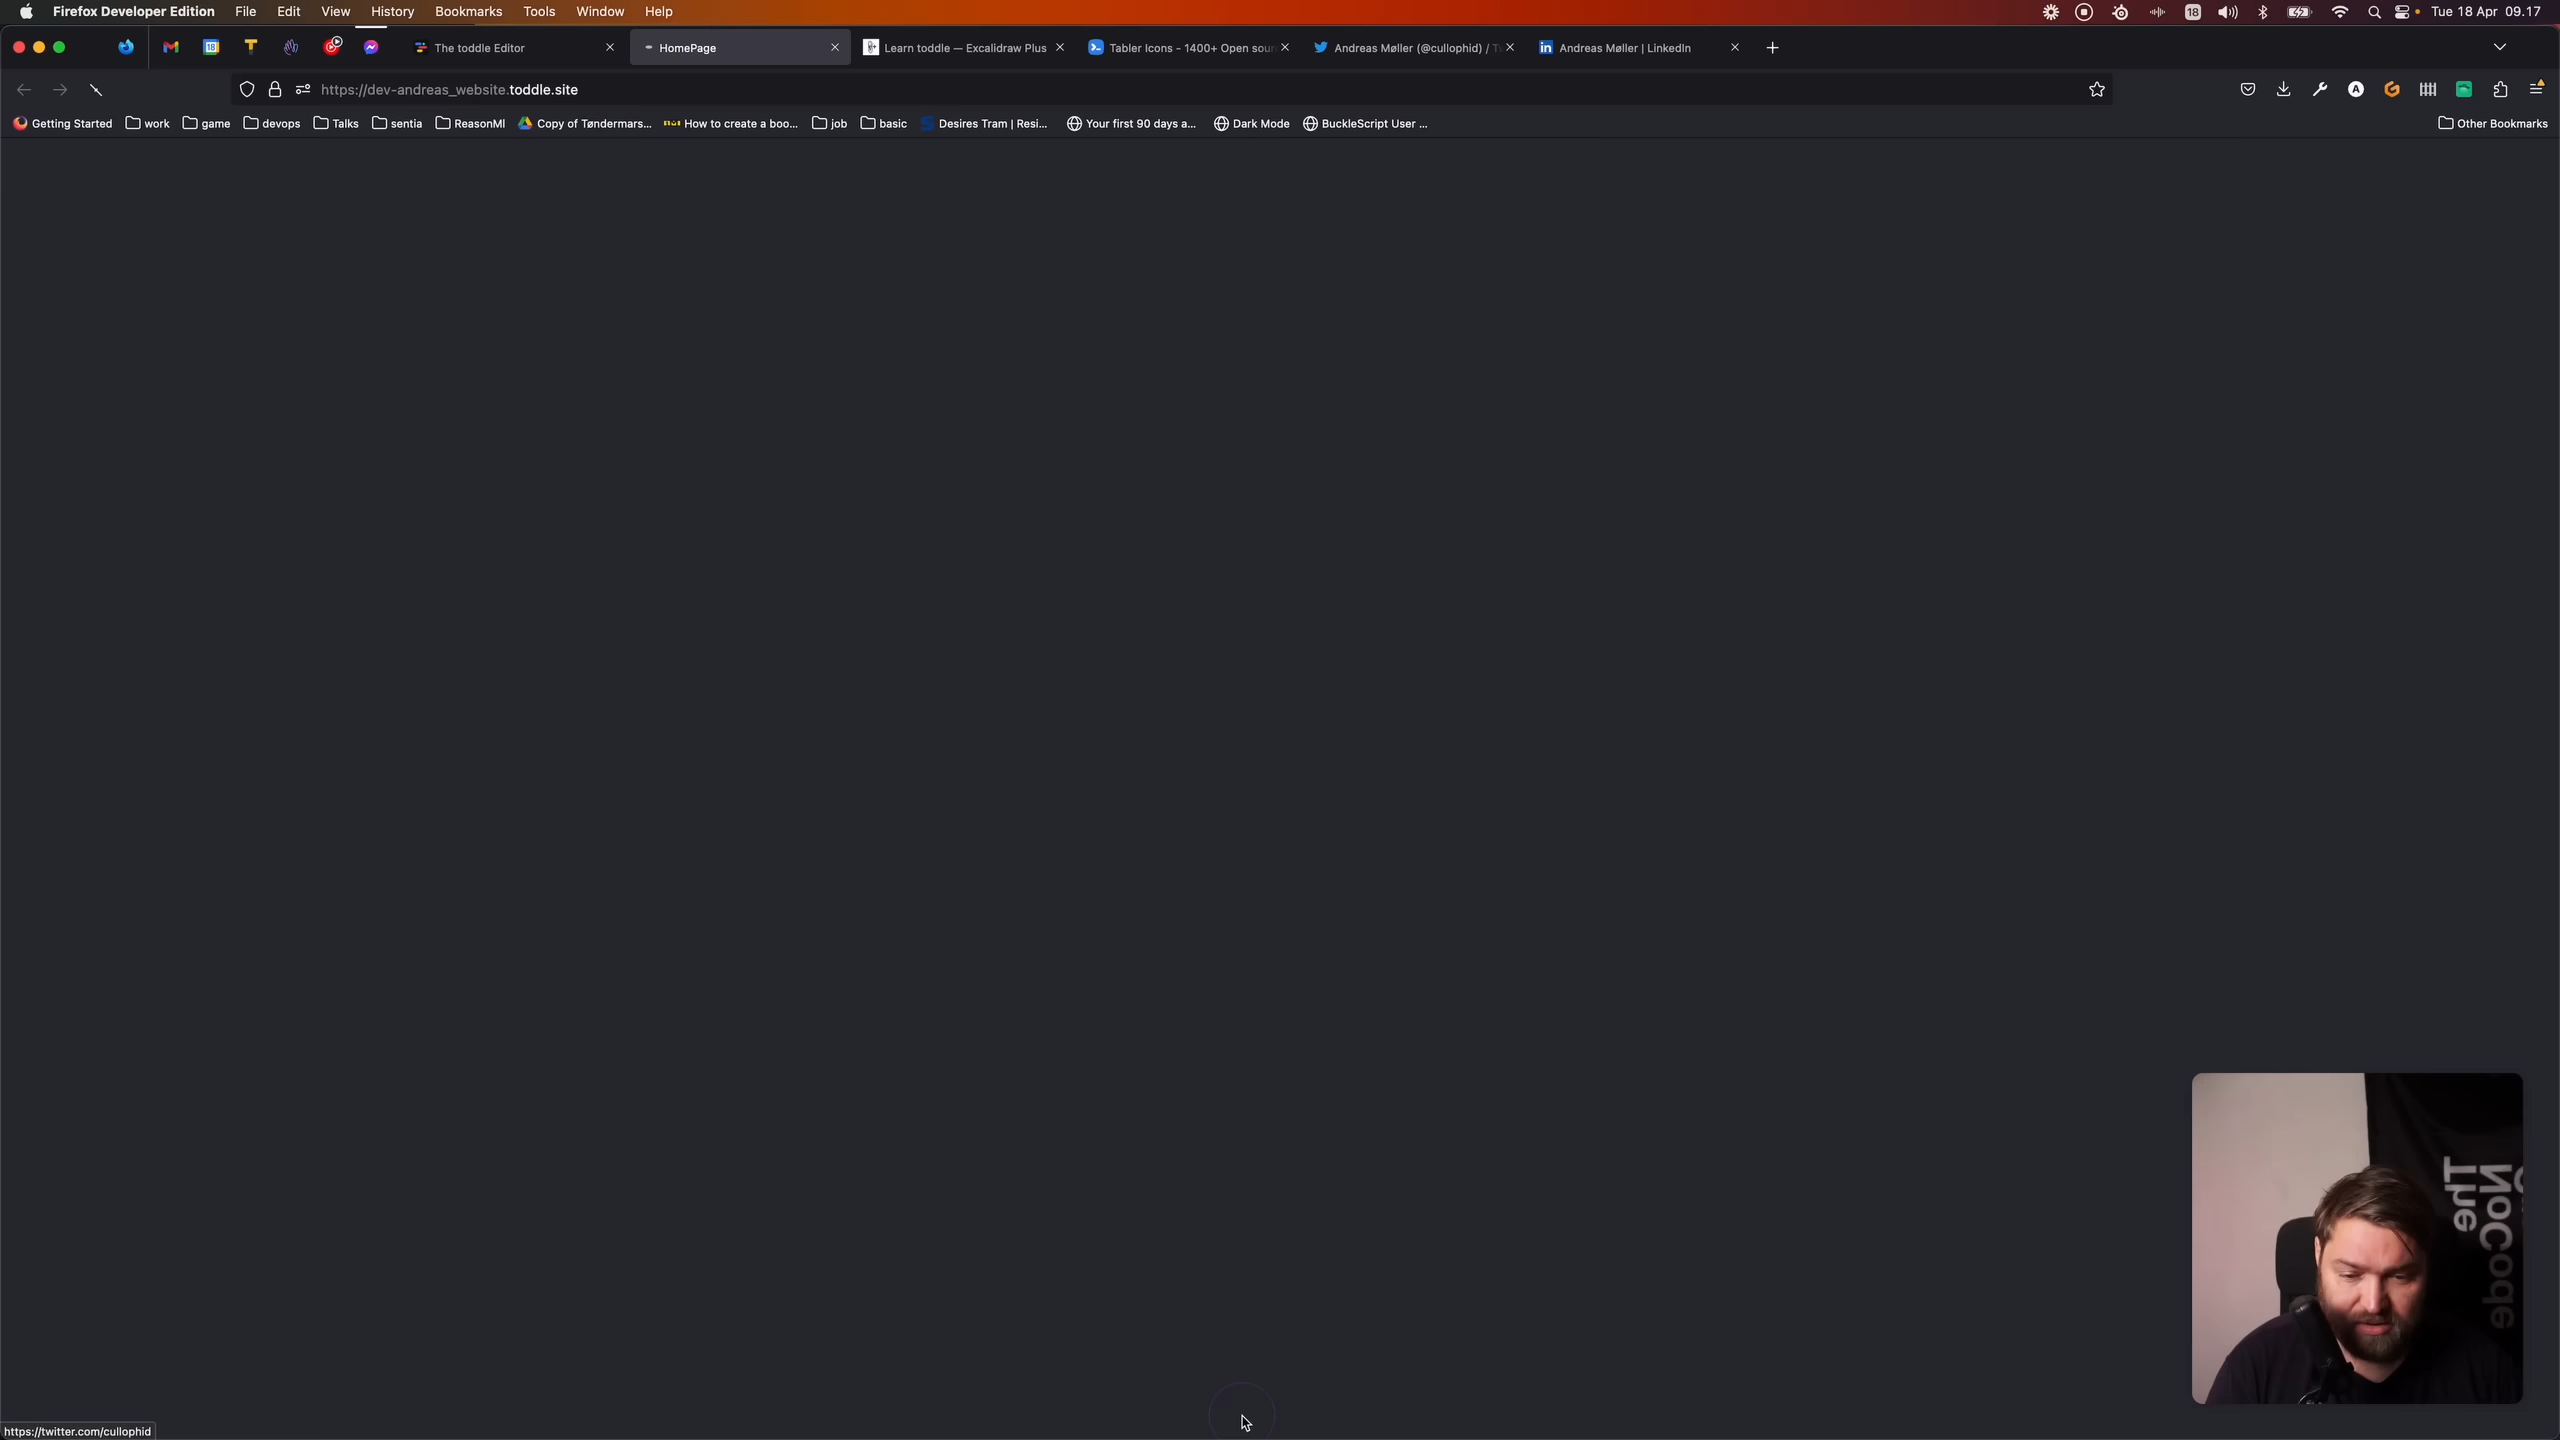 Firefox Developer Edition File Edit View History Bookmarks Tools Window Help
18 Tue 18 Apr 09.17
18 The toddle Editor HomePage Learn toddle — Excalidraw Plus Tabler Icons - 1400+ Open sour Andreas Møller (@cullophid) / T Andreas Møller | LinkedIn
https://dev-andreas_website.toddle.site
Getting Started work game devops Talks sentia ReasonMl Copy of Tøndermars... How to create a boo... job basic Desires Tram | Resi... Your first 90 days a... Dark Mode BuckleScript User ... Other Bookmarks
The
NoCode
https://twitter.com/cullophid